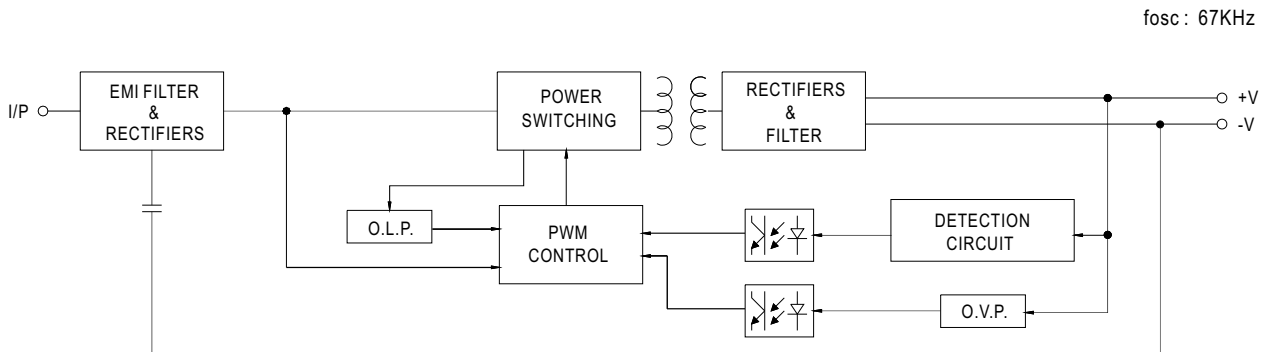 fosc : 67KHz
I/P
EMI FILTER
&
RECTIFIERS
POWER
SWITCHING
RECTIFIERS
&
FILTER
+V
-V
O.L.P.
PWM
CONTROL
DETECTION
CIRCUIT
O.V.P.